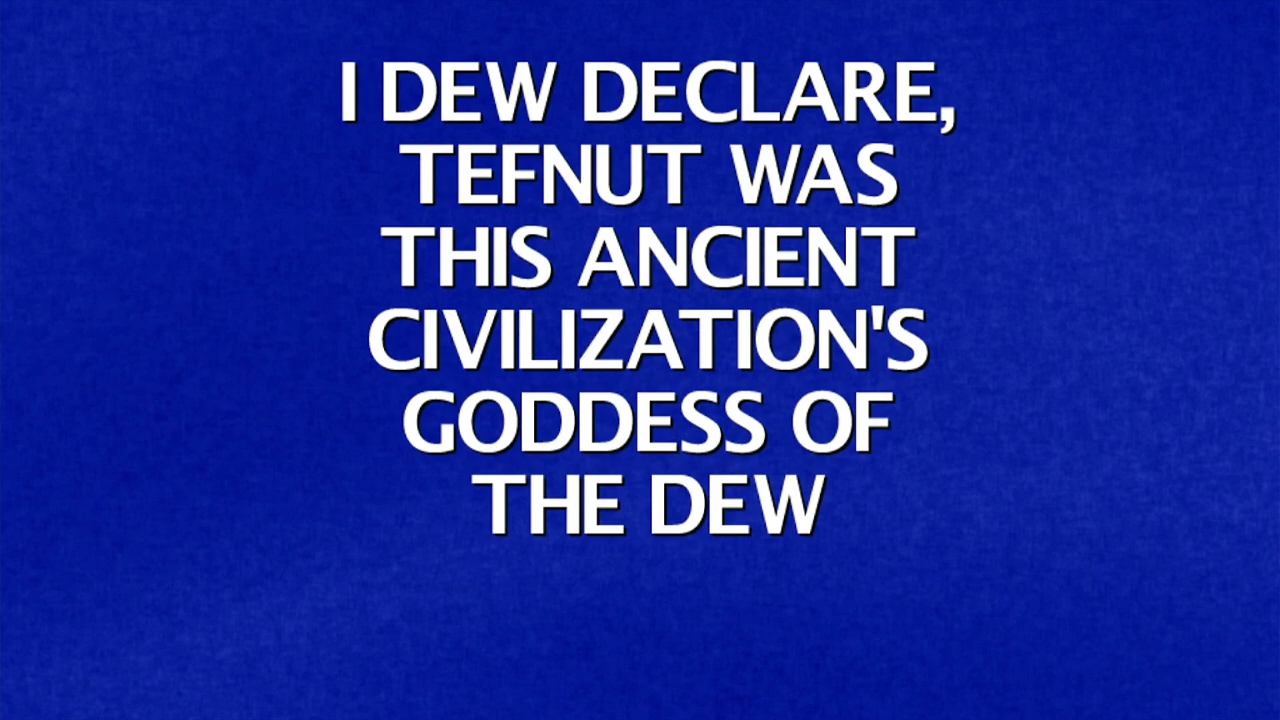 I DEW DECLARE,
TEFNUT WAS
THIS ANCIENT
CIVILIZATION'S
GODDESS OF
THE DEW